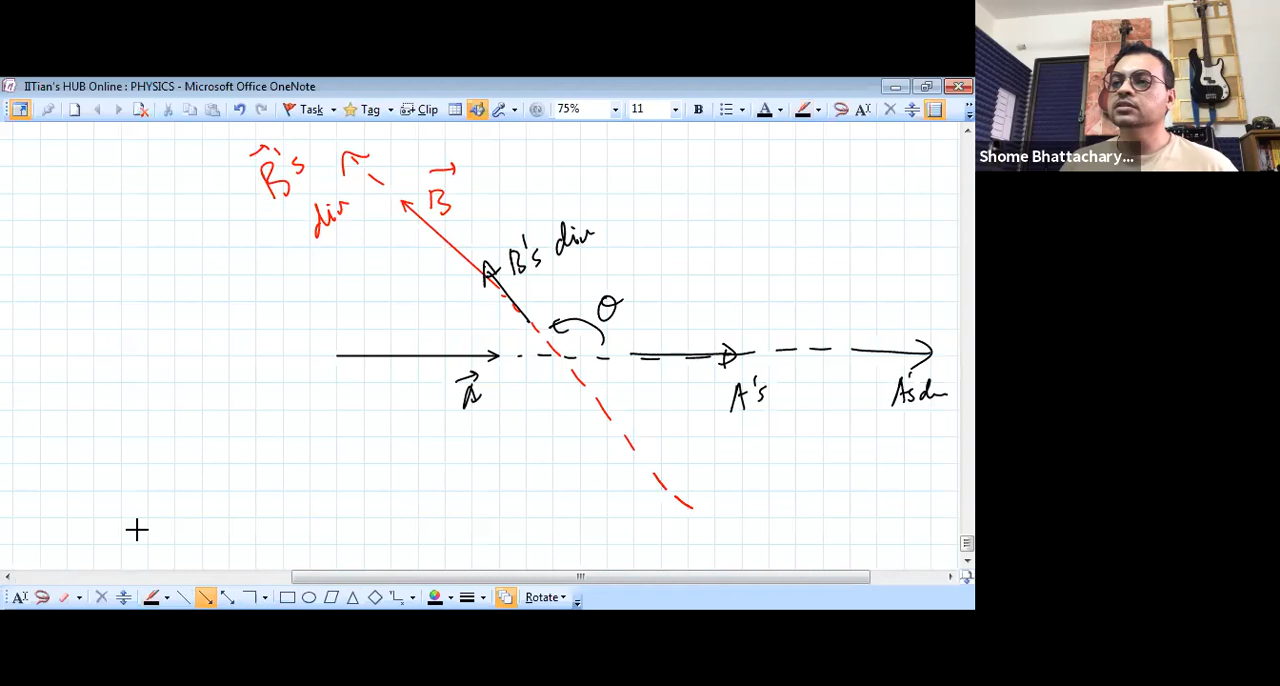 IITian's HUB Online : PHYSICS - Microsoft Office OneNote
Task Tag Clip 75% 11 B A
Shome Bhattachary...
B's
dir
B
B's dir
θ
A
A's
A's dir
Rotate